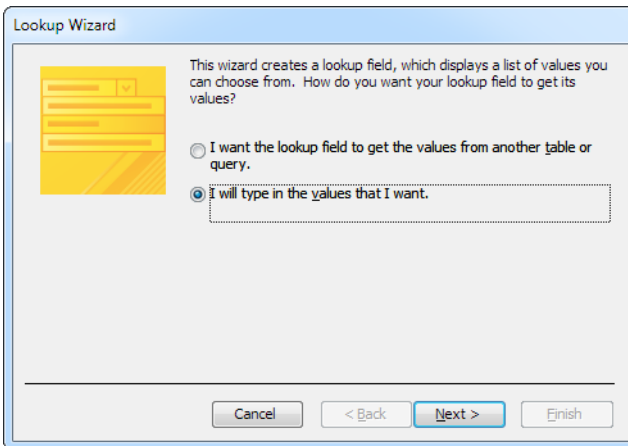 Lookup Wizard
This wizard creates a lookup field, which displays a list of values you
can choose from. How do you want your lookup field to get its
values?
I want the lookup field to get the values from another table or
query.
I will type in the values that I want.
Cancel
< Back
Next >
Finish